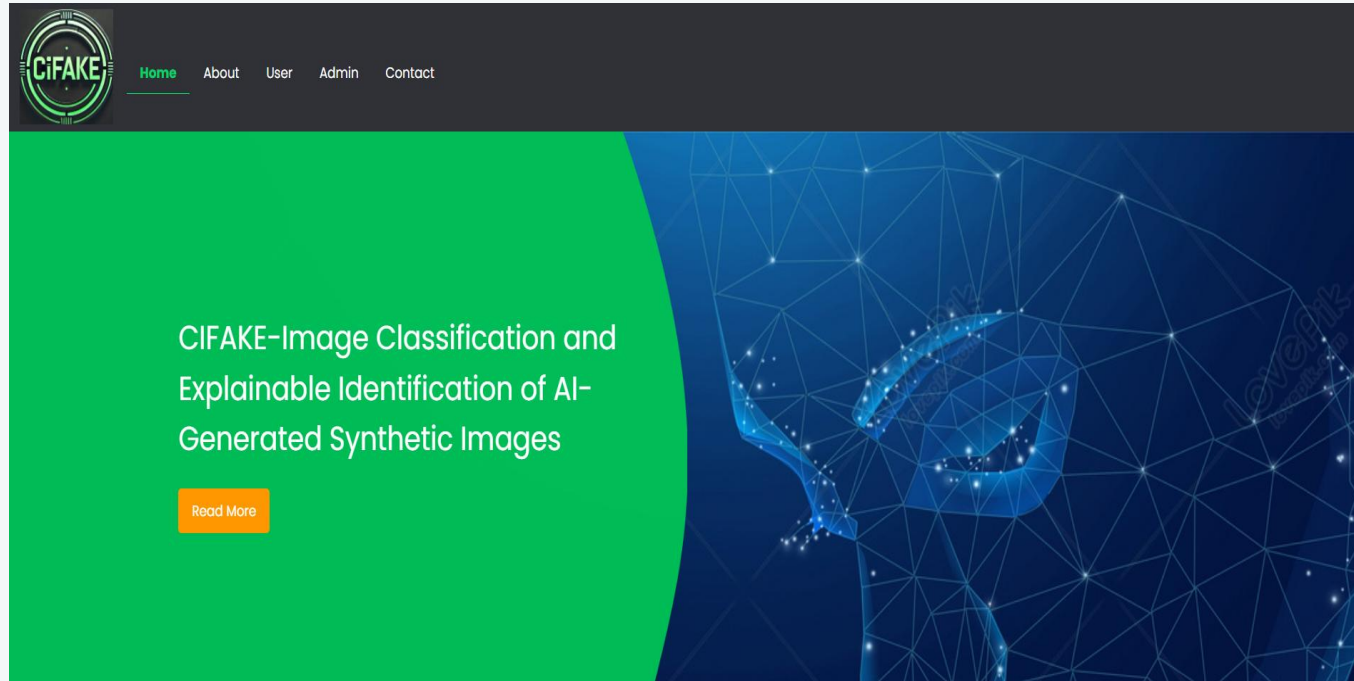 CiFAKE
Home About User Admin Contact
CIFAKE-Image Classification and
Explainable Identification of AI-
Generated Synthetic Images
Read More